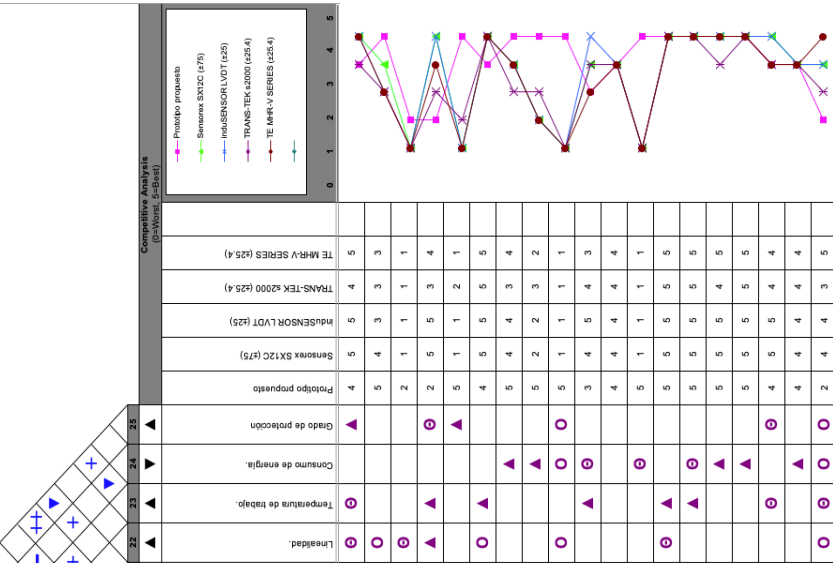 Competitive Analysis
(0=Worst, 5=Best)
Prototipo propuesto
Sensorex SX12C (±75)
induSENSOR LVDT (±25)
TRANS-TEK s2000 (±25.4)
TE MHR-V SERIES (±25.4)
0 1 2 3 4 5
TE MHR-V SERIES (±25.4) 5 3 1 4 1 5 4 2 1 3 4 1 5 5 5 5 4 4 5
TRANS-TEK s2000 (±25.4) 4 3 1 3 2 5 3 3 1 4 4 1 5 5 4 5 4 4 3
induSENSOR LVDT (±25) 5 3 1 5 1 5 4 2 1 5 4 1 5 5 5 5 5 4 4
Sensorex SX12C (±75) 5 4 1 5 1 5 4 2 1 4 4 1 5 5 5 5 5 4 4
Prototipo propuesto 4 5 2 2 5 4 5 5 5 3 4 5 5 5 5 5 4 4 2
25 Grado de protección
24 Consumo de energía.
23 Temperatura de trabajo.
22 Linealidad.